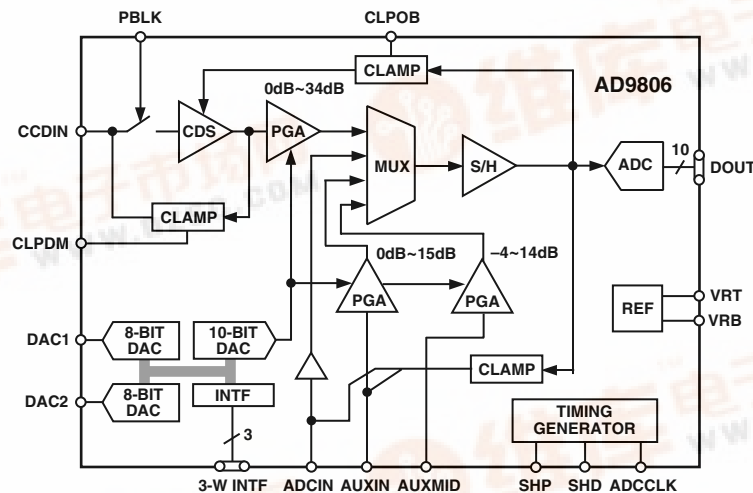 PBLK
CLPOB
CLAMP
AD9806
0dB~34dB
CCDIN
CDS
PGA
MUX
S/H
ADC
10
DOUT
CLAMP
CLPDM
0dB~15dB
–4~14dB
PGA
PGA
REF
VRT
VRB
DAC1
8-BIT
DAC
10-BIT
DAC
CLAMP
DAC2
8-BIT
DAC
INTF
TIMING
GENERATOR
3
3-W INTF
ADCIN
AUXIN
AUXMID
SHP
SHD
ADCCLK